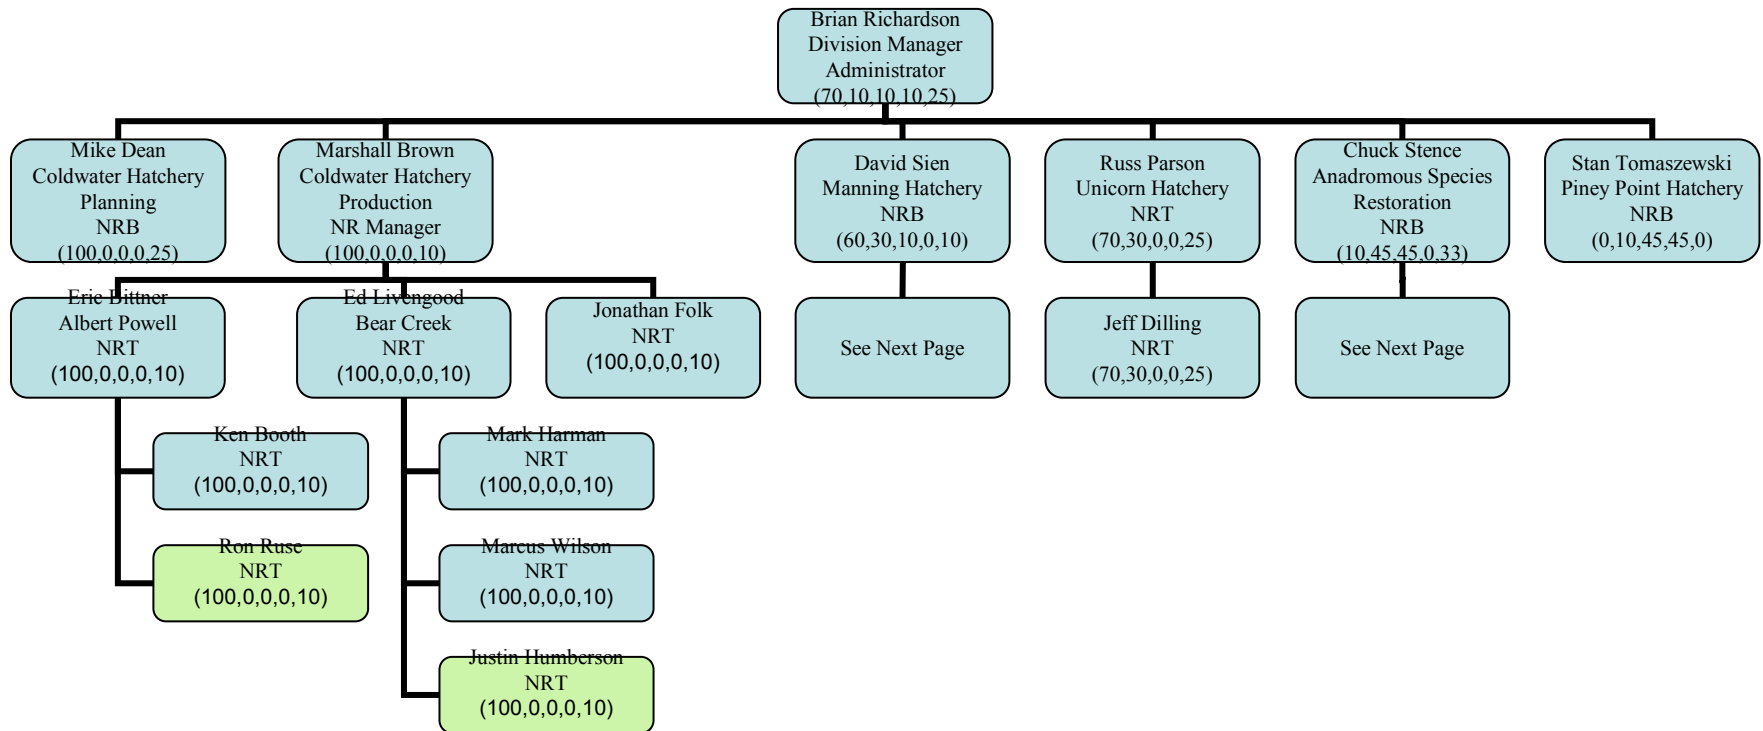 Brian Richardson
Division Manager
Administrator
(70,10,10,10,25)
Mike Dean
Coldwater Hatchery
Planning
NRB
(100,0,0,0,25)
Marshall Brown
Coldwater Hatchery
Production
NR Manager
(100,0,0,0,10)
David Sien
Manning Hatchery
NRB
(60,30,10,0,10)
Russ Parson
Unicorn Hatchery
NRT
(70,30,0,0,25)
Chuck Stence
Anadromous Species
Restoration
NRB
(10,45,45,0,33)
Stan Tomaszewski
Piney Point Hatchery
NRB
(0,10,45,45,0)
Eric Bittner
Albert Powell
NRT
(100,0,0,0,10)
Ed Livengood
Bear Creek
NRT
(100,0,0,0,10)
Jonathan Folk
NRT
(100,0,0,0,10)
See Next Page
Jeff Dilling
NRT
(70,30,0,0,25)
See Next Page
Ken Booth
NRT
(100,0,0,0,10)
Mark Harman
NRT
(100,0,0,0,10)
Ron Ruse
NRT
(100,0,0,0,10)
Marcus Wilson
NRT
(100,0,0,0,10)
Justin Humberson
NRT
(100,0,0,0,10)